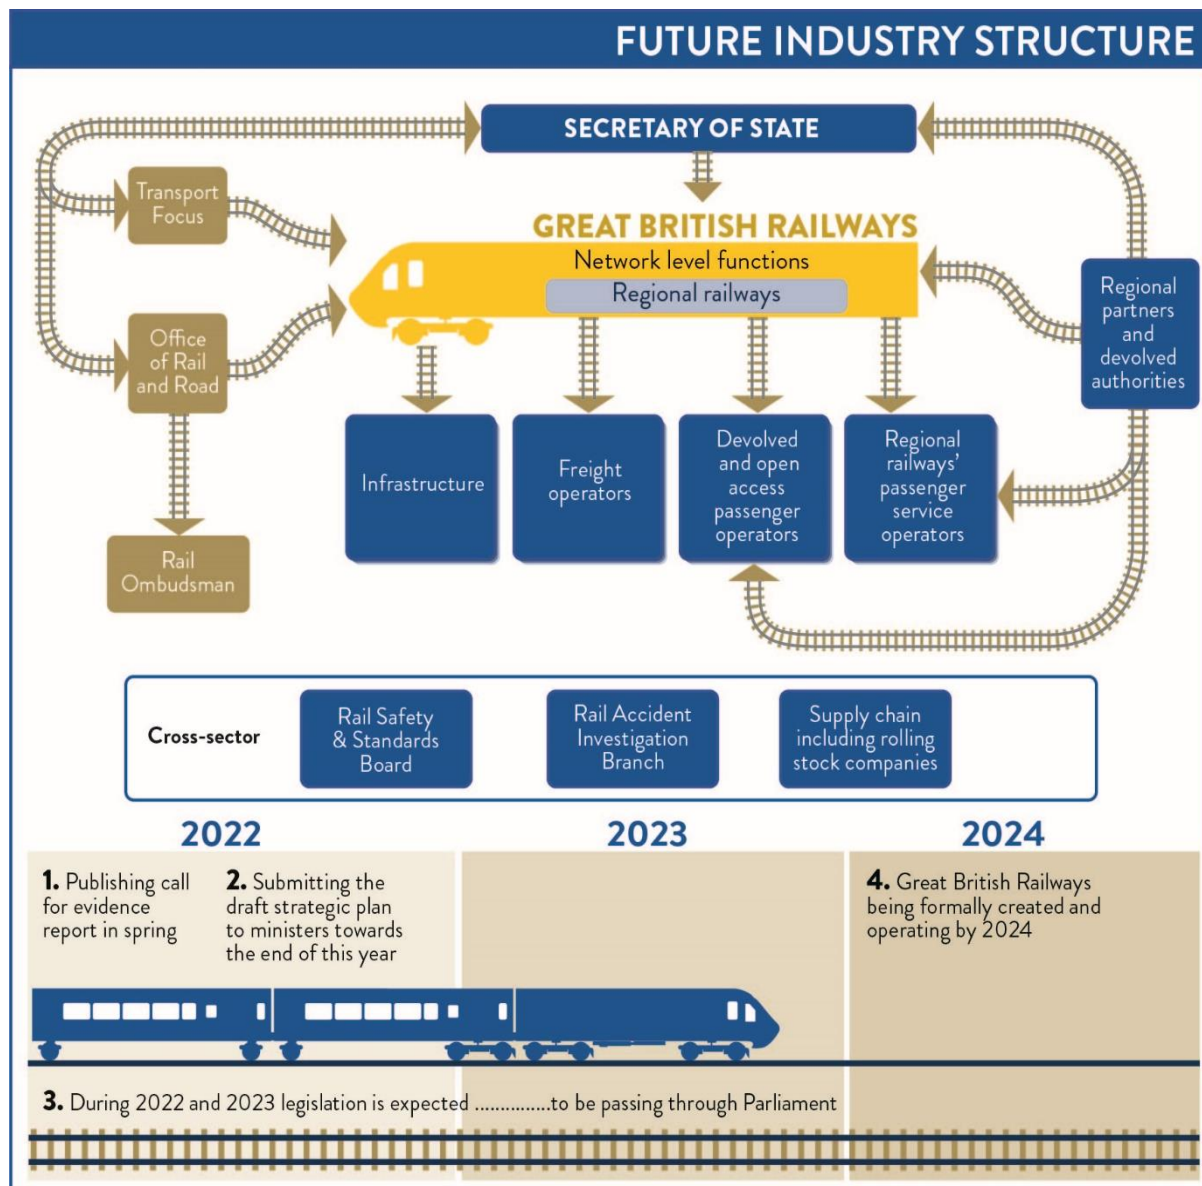 FUTURE INDUSTRY STRUCTURE
SECRETARY OF STATE
Transport
Focus
GREAT BRITISH RAILWAYS
Network level functions
Regional railways
Regional
partners
and
devolved
authorities
Office
of Rail
and Road
Infrastructure
Freight
operators
Devolved
and open
access
passenger
operators
Regional
railways’
passenger
service
operators
Rail
Ombudsman
Cross-sector
Rail Safety
& Standards
Board
Rail Accident
Investigation
Branch
Supply chain
including rolling
stock companies
2022
2023
2024
1. Publishing call
for evidence
report in spring
2. Submitting the
draft strategic plan
to ministers towards
the end of this year
4. Great British Railways
being formally created and
operating by 2024
3. During 2022 and 2023 legislation is expected ..............to be passing through Parliament